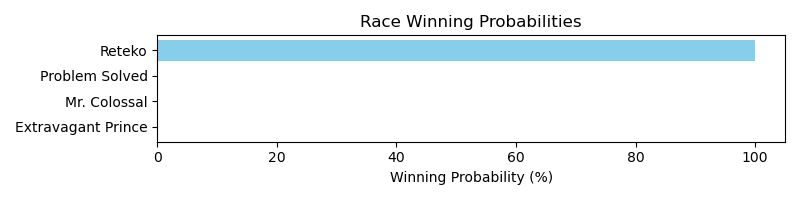 Race Winning Probabilities
Reteko
Problem Solved
Mr. Colossal
Extravagant Prince
0 20 40 60 80 100
Winning Probability (%)